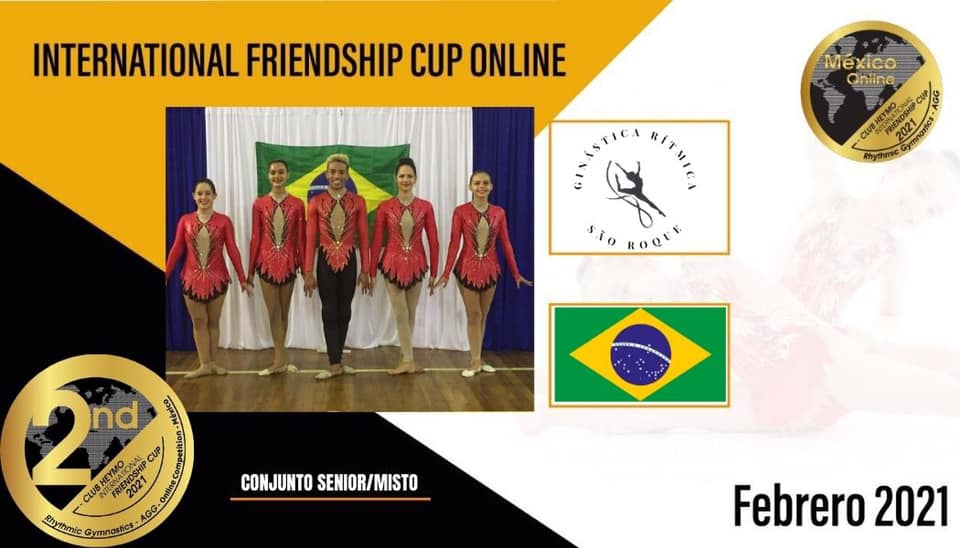 INTERNATIONAL FRIENDSHIP CUP ONLINE
México
Online
CLUB HEYMO
INTERNATIONAL
FRIENDSHIP CUP
2021
Rhythmic Gymnastics - AGG
GINÁSTICA RÍTMICA
SÃO ROQUE
2nd
CLUB HEYMO
INTERNATIONAL
FRIENDSHIP CUP
2021
Rhythmic Gymnastics - AGG - Online Competition - México
CONJUNTO SENIOR/MISTO
Febrero 2021